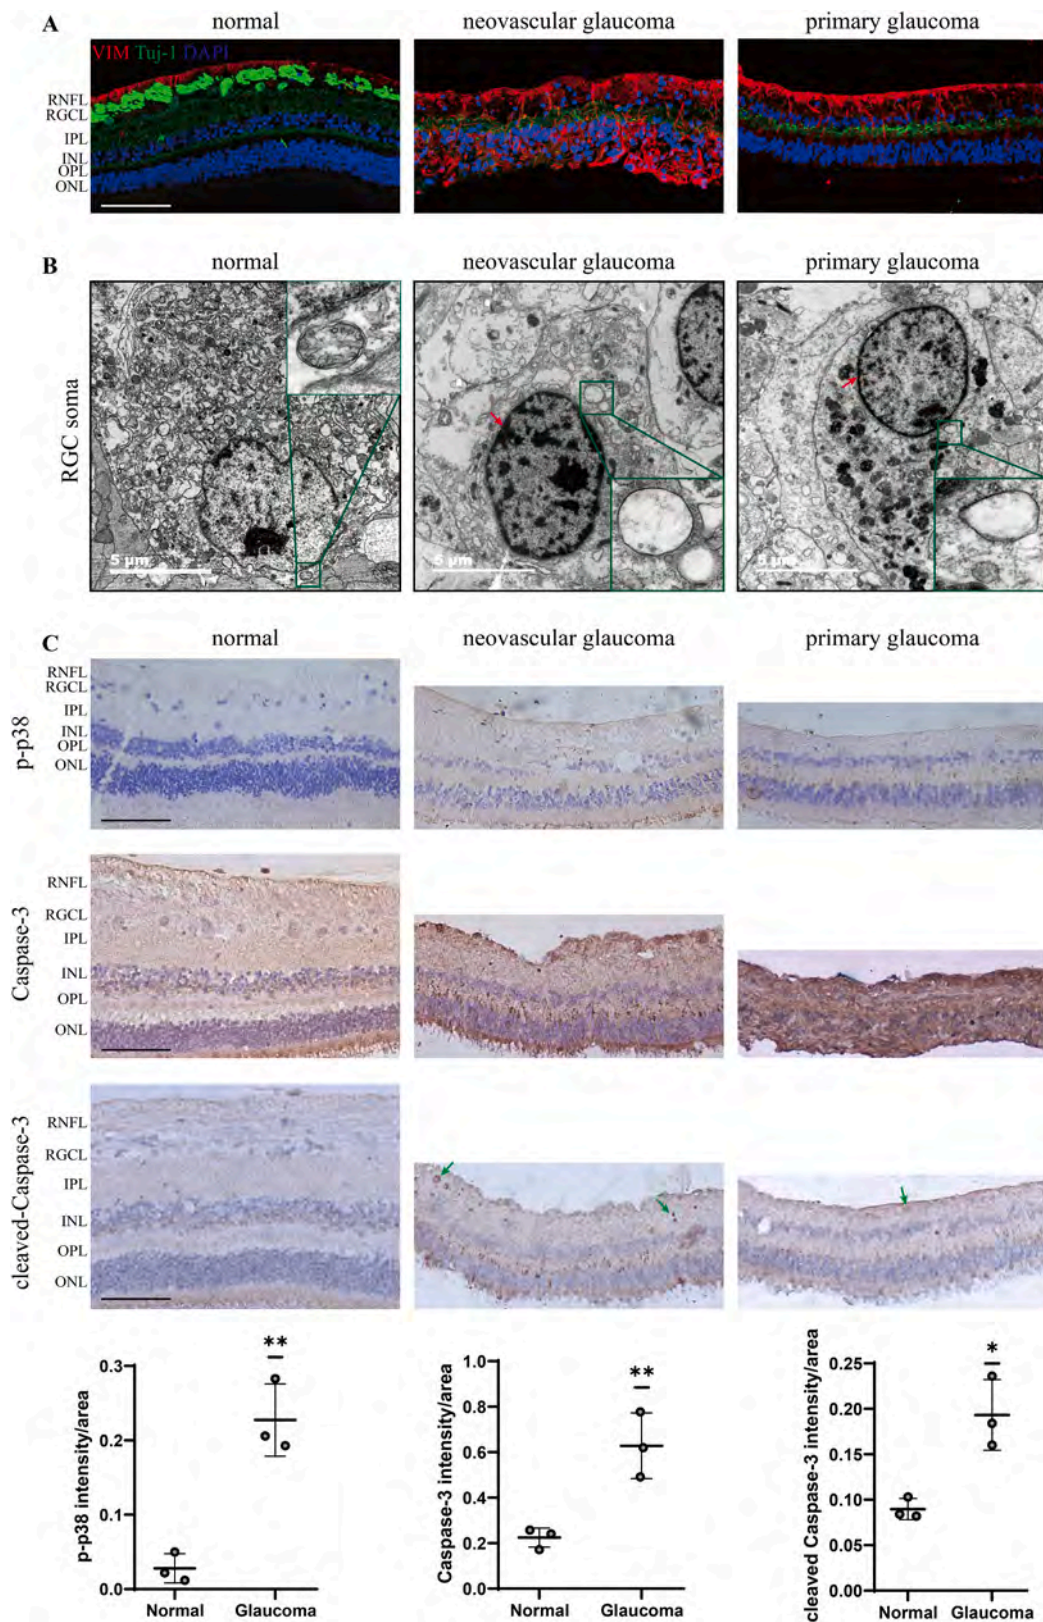 A
normal
neovascular glaucoma
primary glaucoma
VIM Tuj-1 DAPI
RNFL
RGCL
IPL
INL
OPL
ONL
B
normal
neovascular glaucoma
primary glaucoma
RGC soma
5 μm
5 μm
5 μm
C
normal
neovascular glaucoma
primary glaucoma
p-p38
RNFL
RGCL
IPL
INL
OPL
ONL
Caspase-3
RNFL
RGCL
IPL
INL
OPL
ONL
cleaved-Caspase-3
RNFL
RGCL
IPL
INL
OPL
ONL
p-p38 intensity/area
0.3
0.2
0.1
0.0
**
Normal
Glaucoma
Caspase-3 intensity/area
1.0
0.8
0.6
0.4
0.2
0.0
**
Normal
Glaucoma
cleaved Caspase-3 intensity/area
0.25
0.20
0.15
0.10
0.05
0.00
*
Normal
Glaucoma